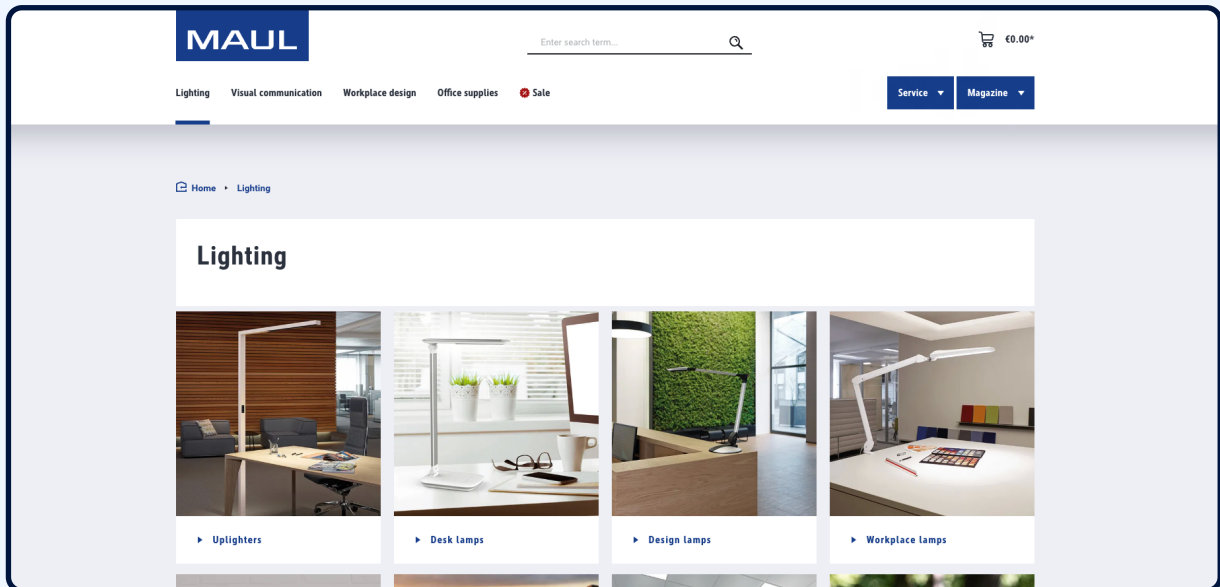 MAUL
Enter search term...
€0.00*
Lighting Visual communication Workplace design Office supplies Sale
Service Magazine
Home Lighting
Lighting
Uplighters Desk lamps Design lamps Workplace lamps